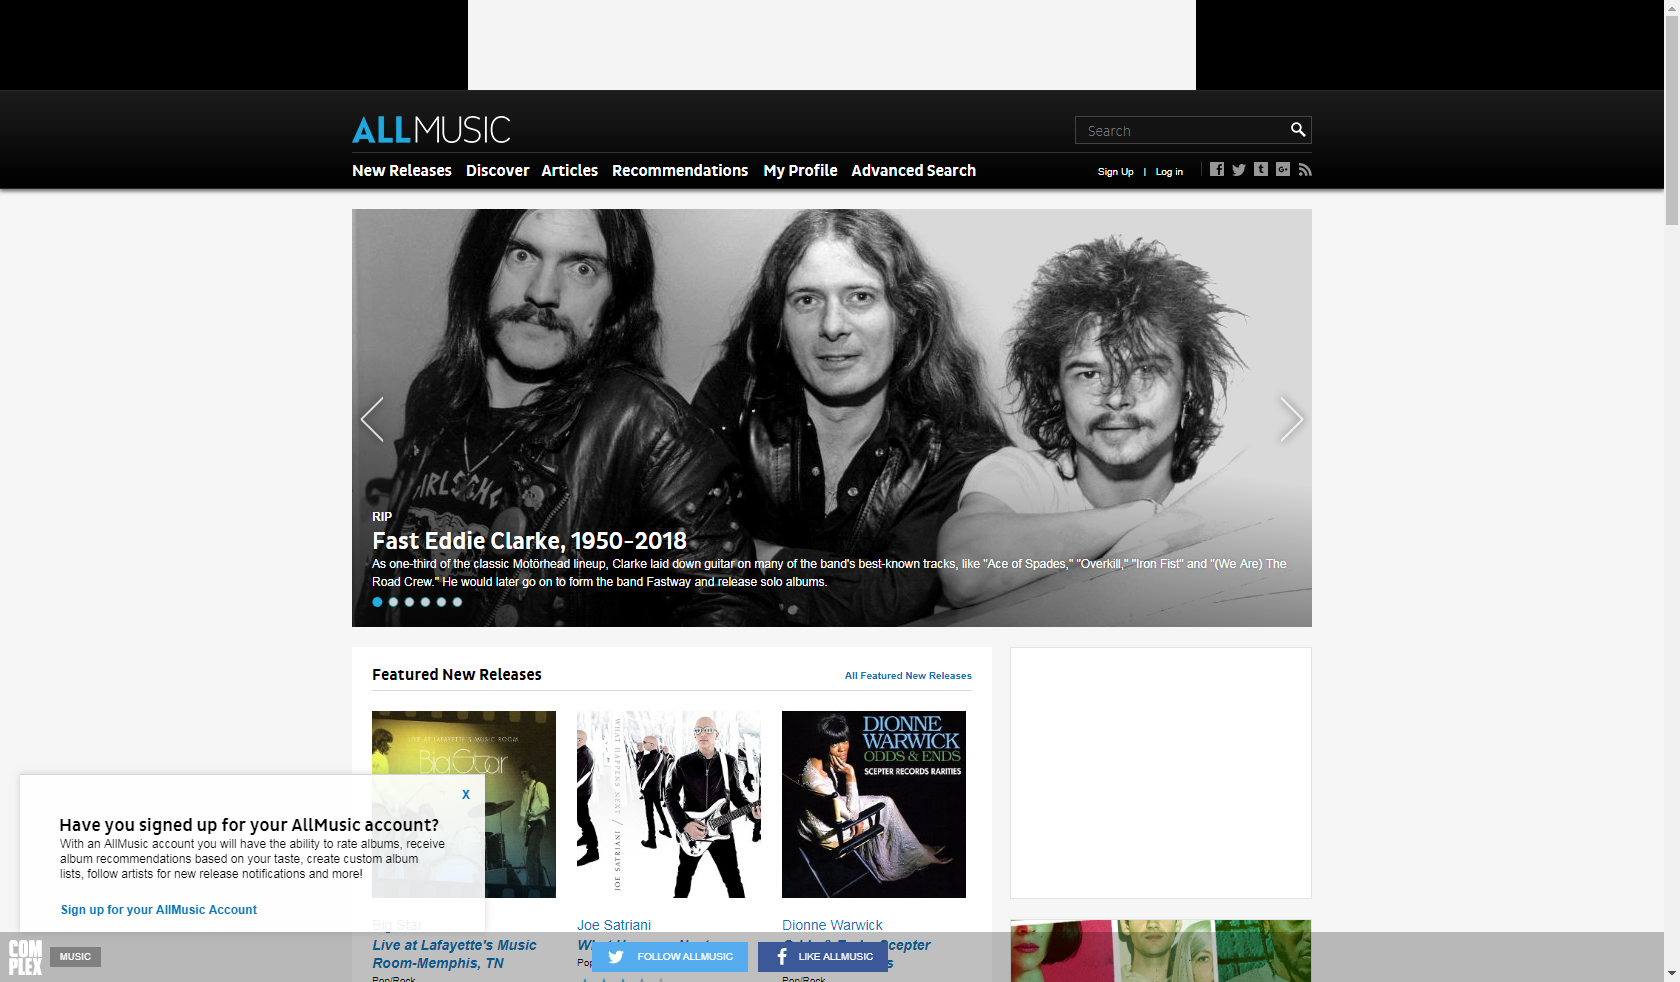 ALLMUSIC
Search
New Releases Discover Articles Recommendations My Profile Advanced Search
Sign Up | Log in
RIP
Fast Eddie Clarke, 1950-2018
As one-third of the classic Motörhead lineup, Clarke laid down guitar on many of the band's best-known tracks, like "Ace of Spades," "Overkill," "Iron Fist" and "(We Are) The
Road Crew." He would later go on to form the band Fastway and release solo albums.
Featured New Releases
All Featured New Releases
LIVE AT LAFAYETTE'S MUSIC ROOM
Big Star
WHAT HAPPENS NEXT / JOE SATRIANI
DIONNE
WARWICK
ODDS & ENDS
SCEPTER RECORDS RARITIES
X
Have you signed up for your AllMusic account?
With an AllMusic account you will have the ability to rate albums, receive
album recommendations based on your taste, create custom album
lists, follow artists for new release notifications and more!
Sign up for your AllMusic Account
Big Star
Live at Lafayette's Music
Room-Memphis, TN
Pop/Rock
Joe Satriani
Dionne Warwick
Pop/Rock
COM
PLEX
MUSIC
FOLLOW ALLMUSIC
LIKE ALLMUSIC